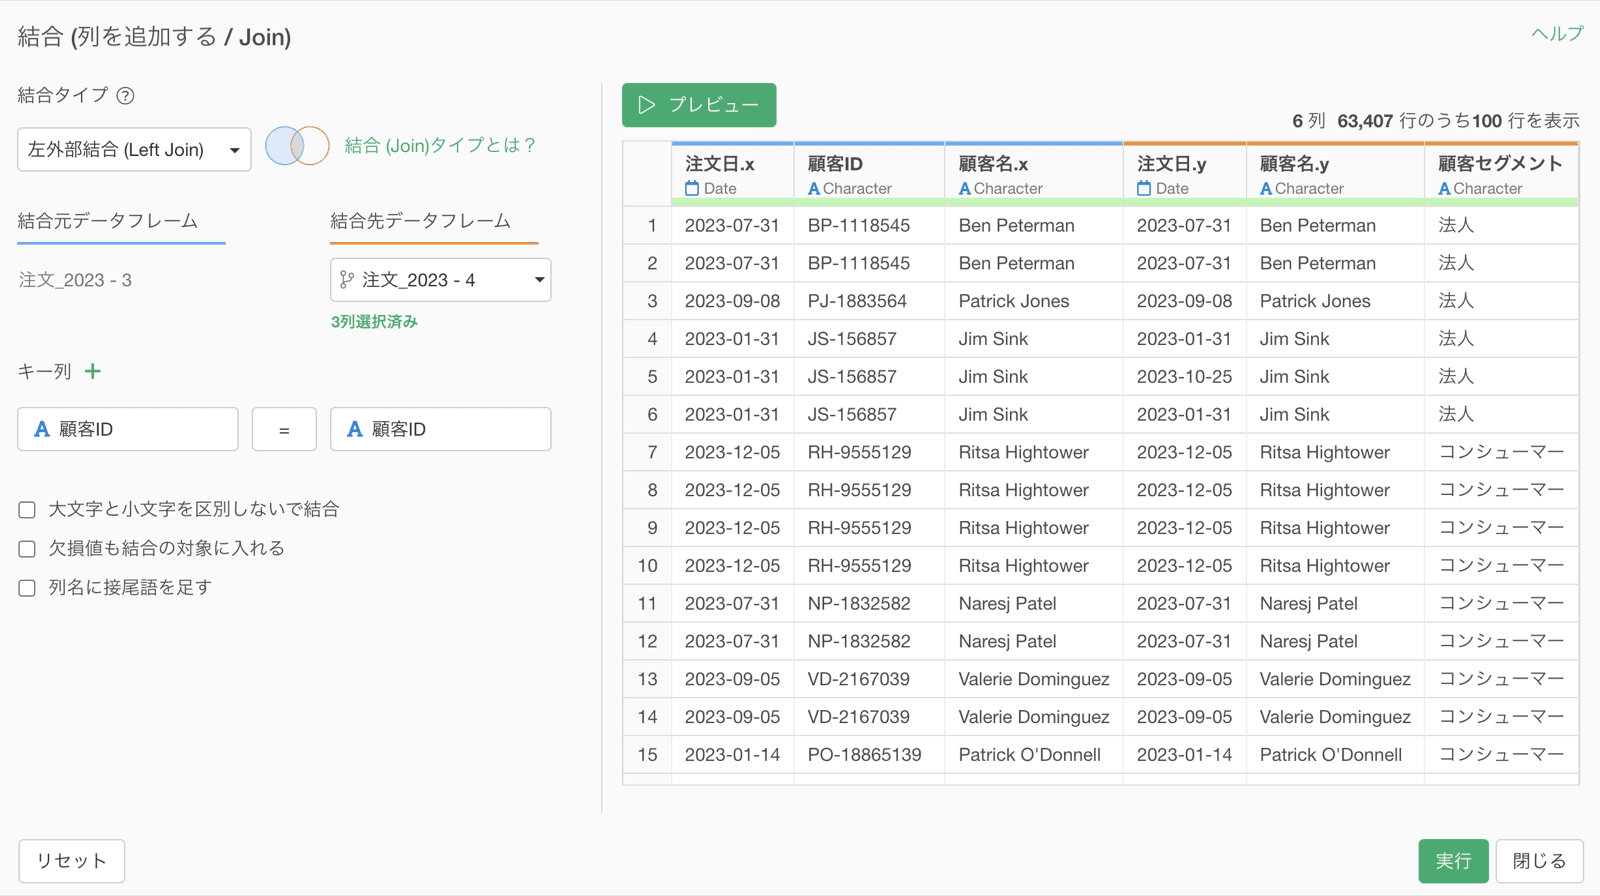 結合 (列を追加する / Join)
ヘルプ
結合タイプ ?
左外部結合 (Left Join)
結合 (Join)タイプとは？
結合元データフレーム
結合先データフレーム
注文_2023 - 3
注文_2023 - 4
3列選択済み
キー列 +
A 顧客ID
=
A 顧客ID
大文字と小文字を区別しないで結合
欠損値も結合の対象に入れる
列名に接尾語を足す
プレビュー
6 列 63,407 行のうち100 行を表示
注文日.x 顧客ID 顧客名.x 注文日.y 顧客名.y 顧客セグメント
Date A Character A Character Date A Character A Character
1 2023-07-31 BP-1118545 Ben Peterman 2023-07-31 Ben Peterman 法人
2 2023-07-31 BP-1118545 Ben Peterman 2023-07-31 Ben Peterman 法人
3 2023-09-08 PJ-1883564 Patrick Jones 2023-09-08 Patrick Jones 法人
4 2023-01-31 JS-156857 Jim Sink 2023-01-31 Jim Sink 法人
5 2023-01-31 JS-156857 Jim Sink 2023-10-25 Jim Sink 法人
6 2023-01-31 JS-156857 Jim Sink 2023-01-31 Jim Sink 法人
7 2023-12-05 RH-9555129 Ritsa Hightower 2023-12-05 Ritsa Hightower コンシューマー
8 2023-12-05 RH-9555129 Ritsa Hightower 2023-12-05 Ritsa Hightower コンシューマー
9 2023-12-05 RH-9555129 Ritsa Hightower 2023-12-05 Ritsa Hightower コンシューマー
10 2023-12-05 RH-9555129 Ritsa Hightower 2023-12-05 Ritsa Hightower コンシューマー
11 2023-07-31 NP-1832582 Naresj Patel 2023-07-31 Naresj Patel コンシューマー
12 2023-07-31 NP-1832582 Naresj Patel 2023-07-31 Naresj Patel コンシューマー
13 2023-09-05 VD-2167039 Valerie Dominguez 2023-09-05 Valerie Dominguez コンシューマー
14 2023-09-05 VD-2167039 Valerie Dominguez 2023-09-05 Valerie Dominguez コンシューマー
15 2023-01-14 PO-18865139 Patrick O'Donnell 2023-01-14 Patrick O'Donnell コンシューマー
リセット
実行
閉じる